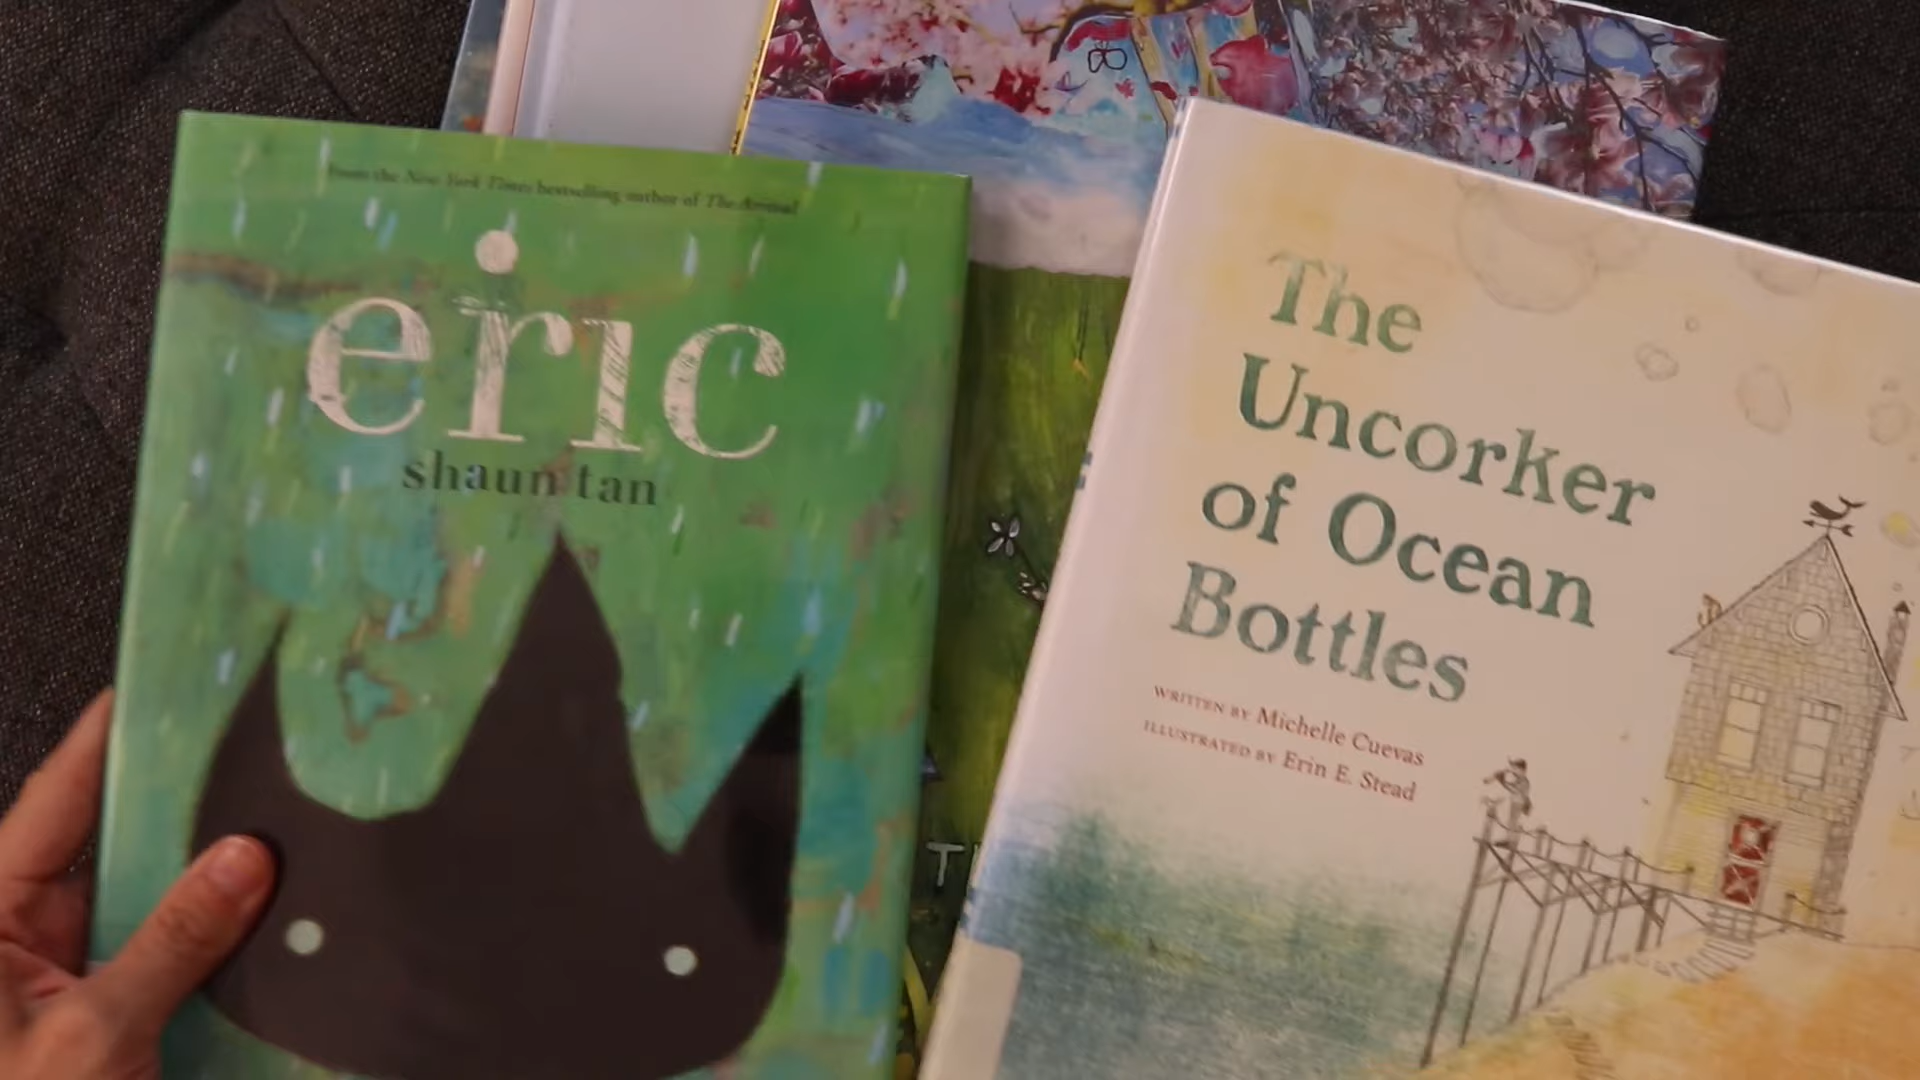 from the New York Times bestselling author of The Arrival
eric
shaun tan
The
Uncorker
of Ocean
Bottles
WRITTEN BY Michelle Cuevas
ILLUSTRATED BY Erin E. Stead